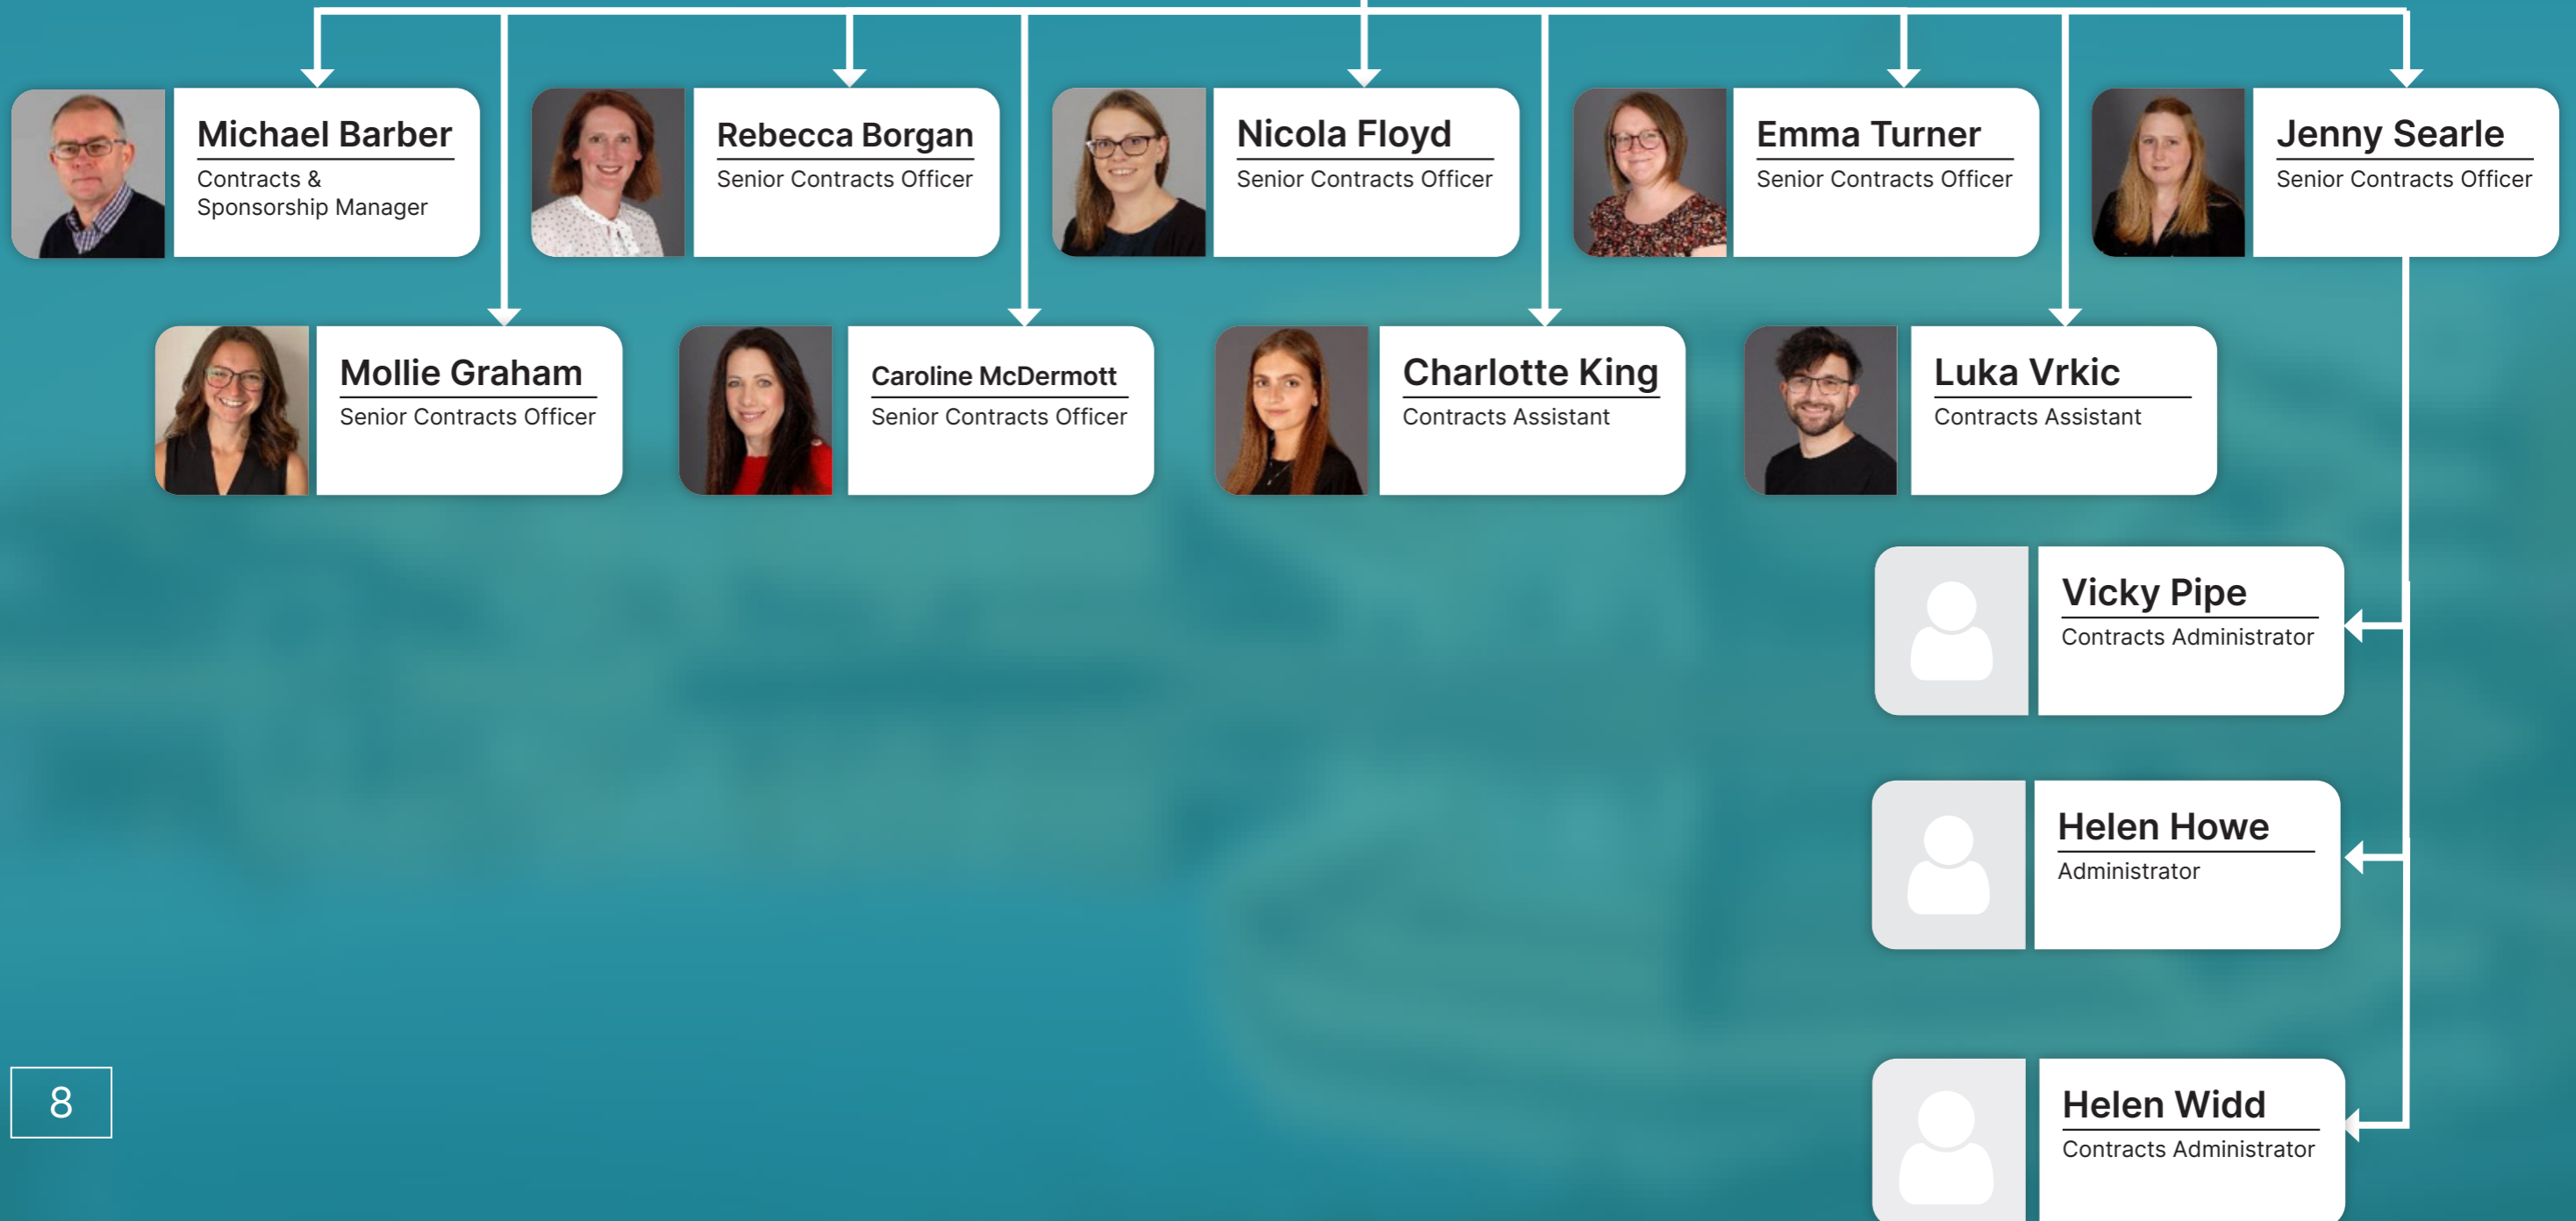 Michael Barber
Contracts &
Sponsorship Manager
Rebecca Borgan
Senior Contracts Officer
Nicola Floyd
Senior Contracts Officer
Emma Turner
Senior Contracts Officer
Jenny Searle
Senior Contracts Officer
Mollie Graham
Senior Contracts Officer
Caroline McDermott
Senior Contracts Officer
Charlotte King
Contracts Assistant
Luka Vrkic
Contracts Assistant
Vicky Pipe
Contracts Administrator
Helen Howe
Administrator
Helen Widd
Contracts Administrator
8